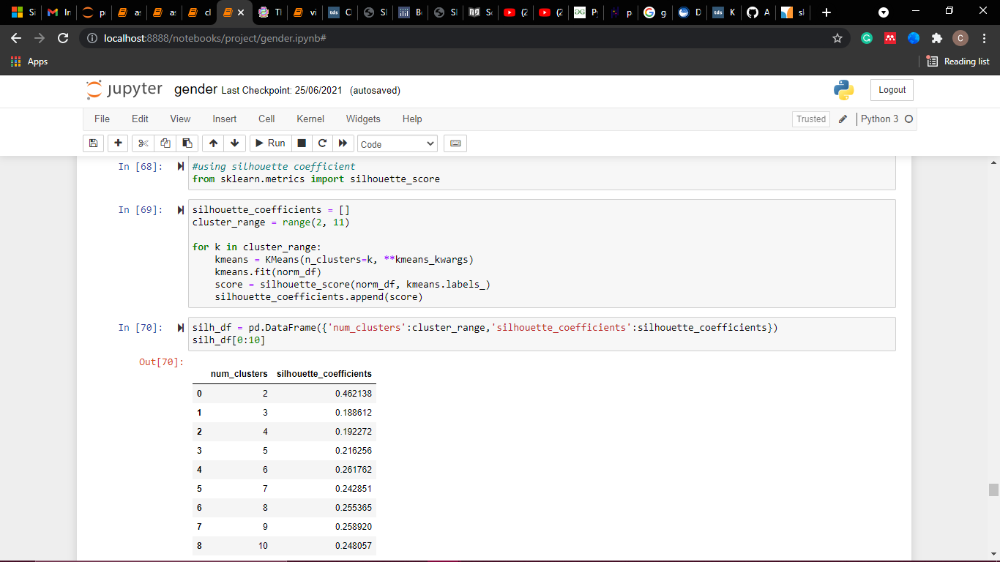 Si
M
In
p
a
a
cl
Tl
vi
tds
C
Sl
B
Sl
S
(2
(2
P
p
G
g
D
tds
K
A
sl
localhost:8888/notebooks/project/gender.ipynb#
C
Apps
Reading list
jupyter gender Last Checkpoint: 25/06/2021 (autosaved)
Logout
File Edit View Insert Cell Kernel Widgets Help
Trusted
Python 3
Run
Code
In [68]:
#using silhouette coefficient
from sklearn.metrics import silhouette_score
In [69]:
silhouette_coefficients = []
cluster_range = range(2, 11)
for k in cluster_range:
    kmeans = KMeans(n_clusters=k, **kmeans_kwargs)
    kmeans.fit(norm_df)
    score = silhouette_score(norm_df, kmeans.labels_)
    silhouette_coefficients.append(score)
In [70]:
silh_df = pd.DataFrame({'num_clusters':cluster_range,'silhouette_coefficients':silhouette_coefficients})
silh_df[0:10]
Out[70]:
num_clusters silhouette_coefficients
0 2 0.462138
1 3 0.188612
2 4 0.192272
3 5 0.216256
4 6 0.261762
5 7 0.242851
6 8 0.255365
7 9 0.258920
8 10 0.248057